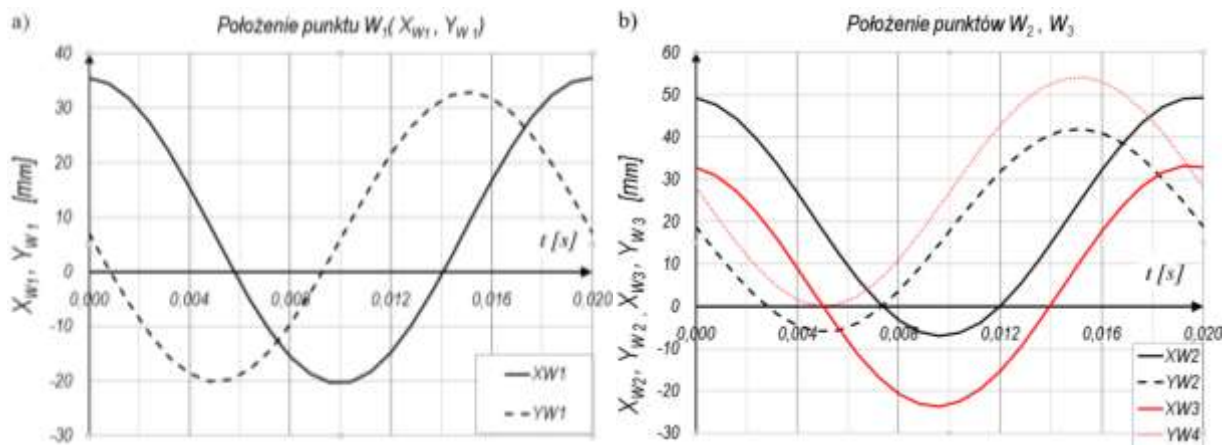 a)
Położenie punktu W1( XW1 , YW1 )
40
30
20
10
0
-10
-20
-30
XW1, YW1 [mm]
0,000
0,004
0,008
0,012
0,016
0,020
t [s]
XW1
YW1
b)
Położenie punktów W2 , W3
60
50
40
30
20
10
0
-10
-20
-30
XW2, YW2 , XW3, YW3 [mm]
0,000
0,004
0,008
0,012
0,016
0,020
t [s]
XW2
YW2
XW3
YW4